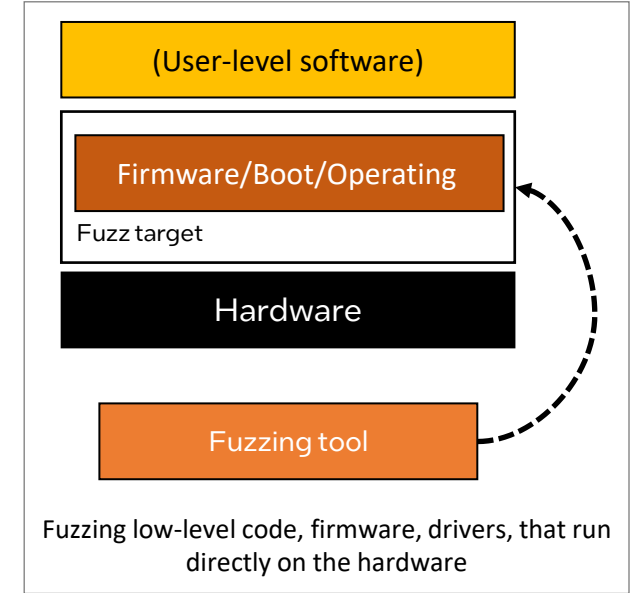 (User-level software)
Firmware/Boot/Operating
Fuzz target
Hardware
Fuzzing tool
Fuzzing low-level code, firmware, drivers, that run
directly on the hardware